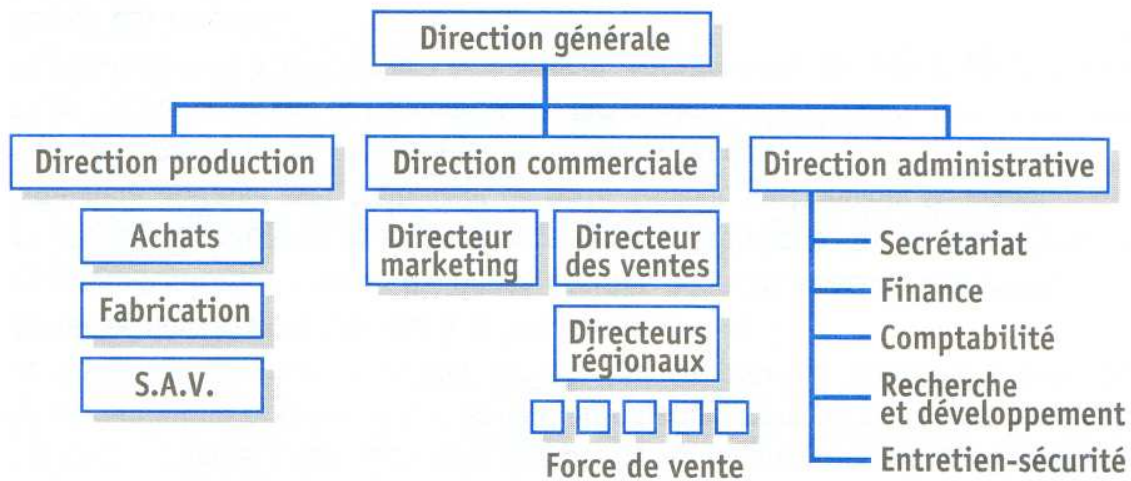 Direction générale
Direction production
Direction commerciale
Direction administrative
Achats
Fabrication
S.A.V.
Directeur
marketing
Directeur
des ventes
Directeurs
régionaux
Force de vente
Secrétariat
Finance
Comptabilité
Recherche
et développement
Entretien-sécurité